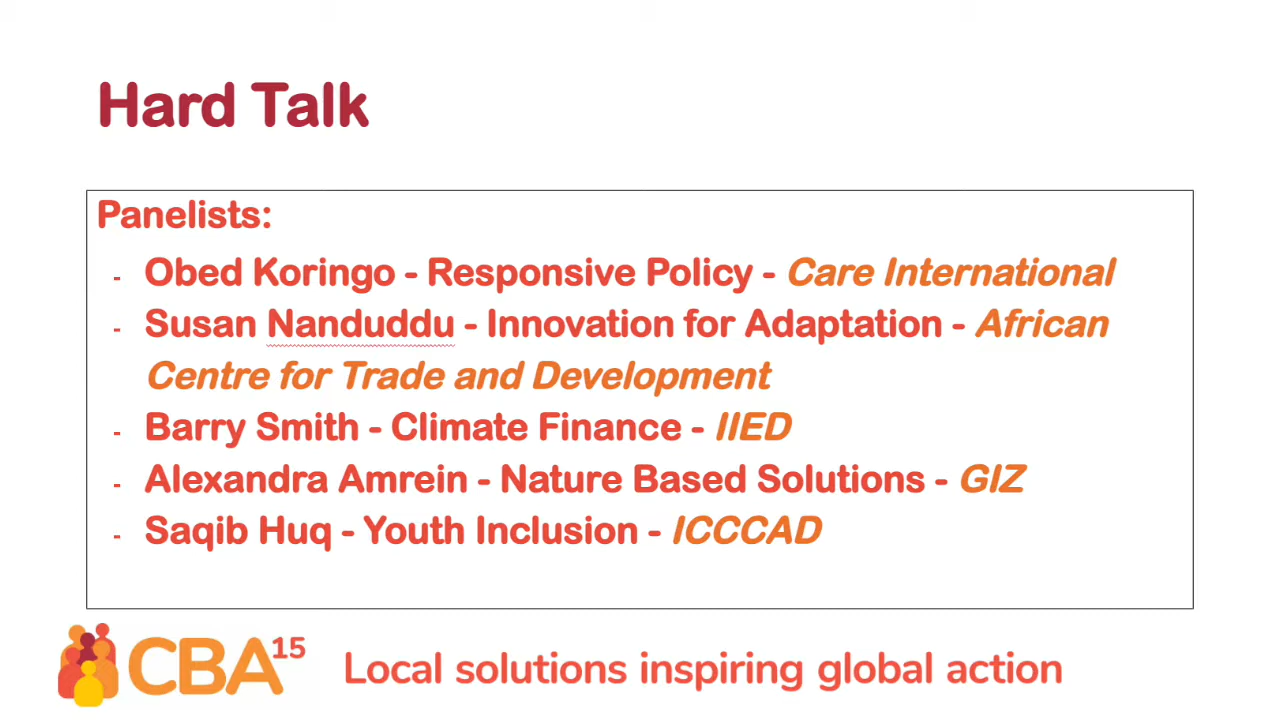 Hard Talk
Panelists:
- Obed Koringo - Responsive Policy - Care International
- Susan Nanduddu - Innovation for Adaptation - African
Centre for Trade and Development
- Barry Smith - Climate Finance - IIED
- Alexandra Amrein - Nature Based Solutions - GIZ
- Saqib Huq - Youth Inclusion - ICCCAD
CBA15 Local solutions inspiring global action